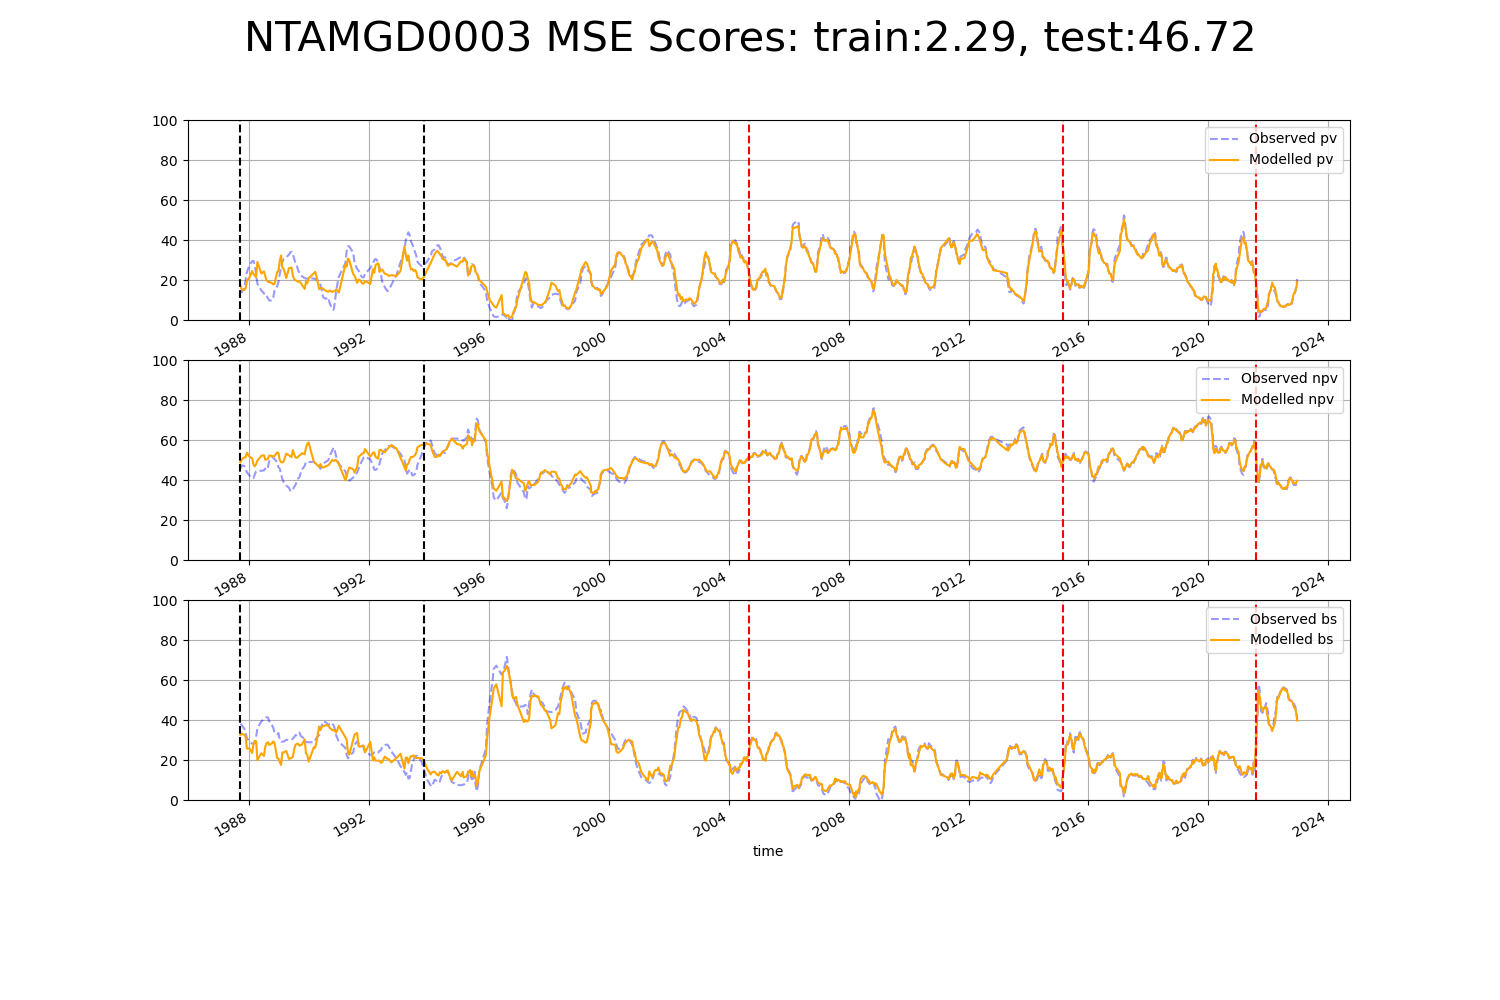 NTAMGD0003 MSE Scores: train:2.29, test:46.72
100
80
60
40
20
0
Observed pv
Modelled pv
1988 1992 1996 2000 2004 2008 2012 2016 2020 2024
100
80
60
40
20
0
Observed npv
Modelled npv
1988 1992 1996 2000 2004 2008 2012 2016 2020 2024
100
80
60
40
20
0
Observed bs
Modelled bs
1988 1992 1996 2000 2004 2008 2012 2016 2020 2024
time